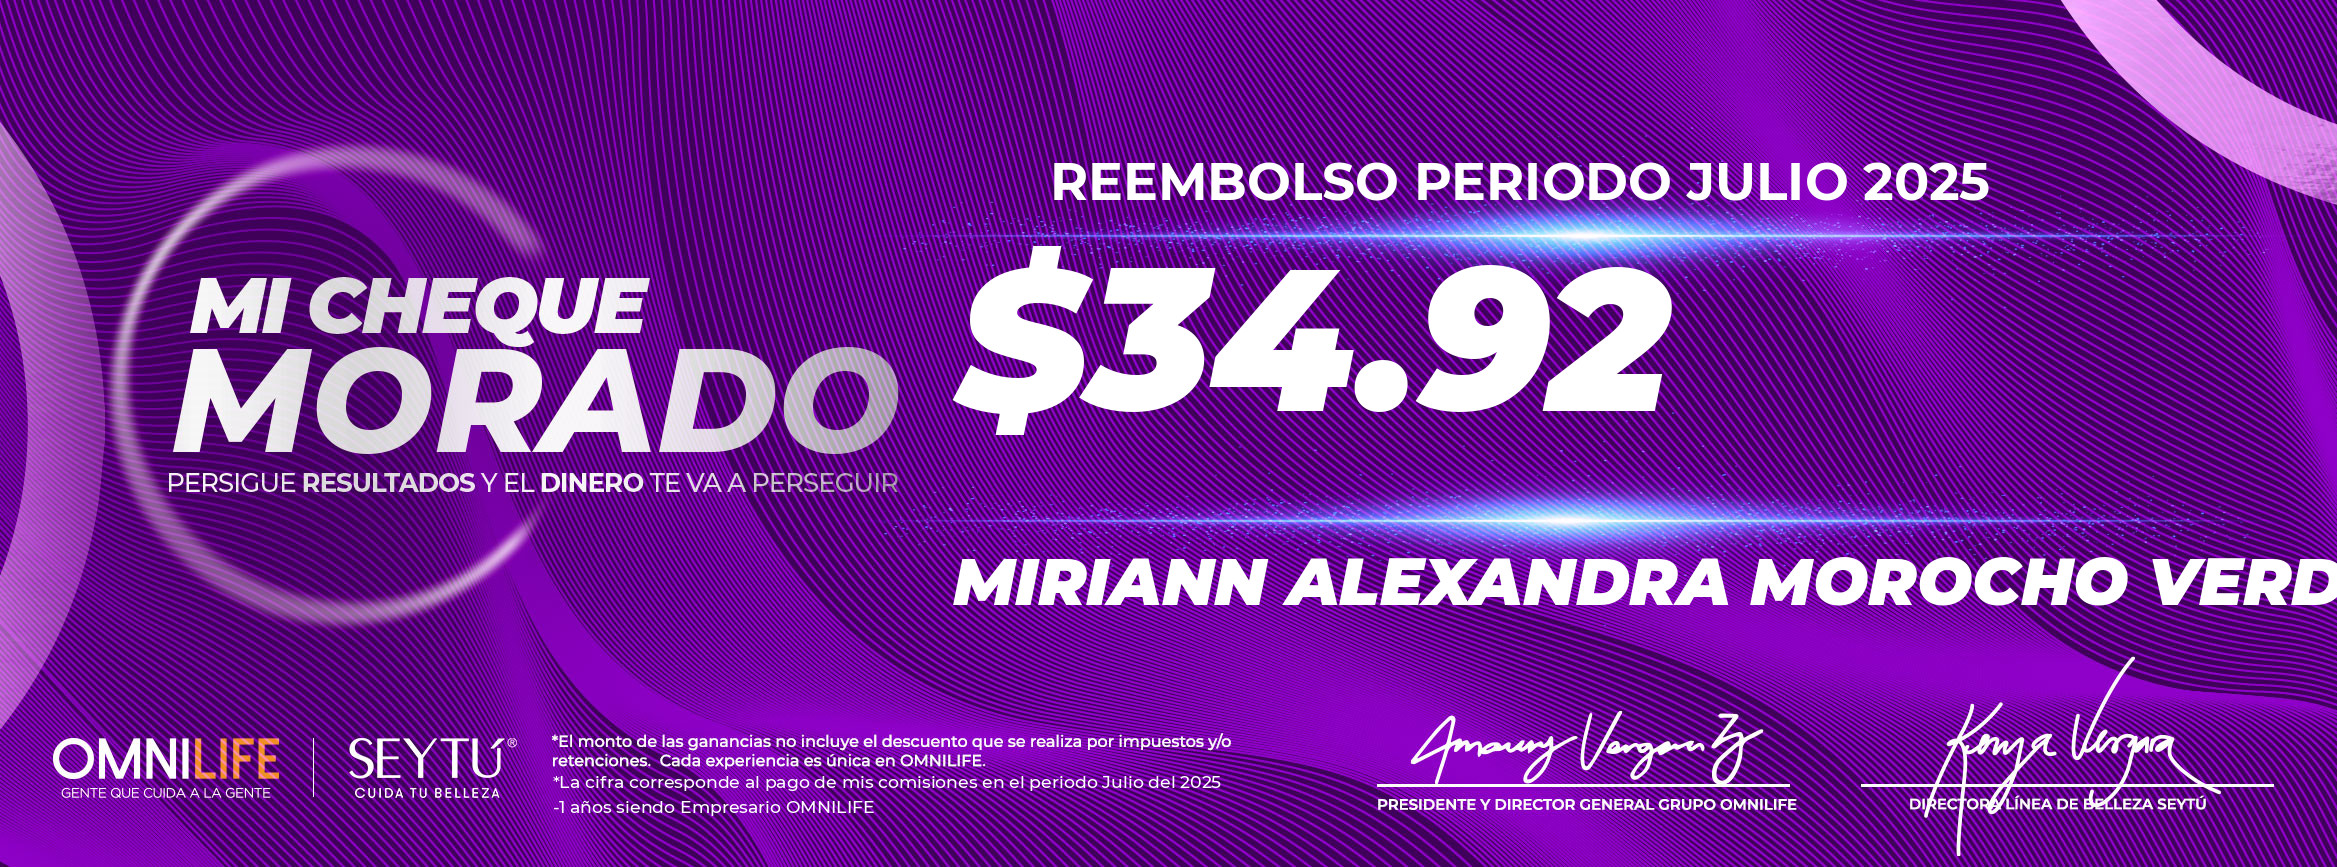 REEMBOLSO PERIODO JULIO 2025
$34.92
MI CHEQUE
MORADO
PERSIGUE RESULTADOS Y EL DINERO TE VA A PERSEGUIR
MIRIANN ALEXANDRA MOROCHO VERD
OMNILIFE
GENTE QUE CUIDA A LA GENTE
SEYTÚ®
CUIDA TU BELLEZA
*El monto de las ganancias no incluye el descuento que se realiza por impuestos y/o
retenciones. Cada experiencia es única en OMNILIFE.
*La cifra corresponde al pago de mis comisiones en el periodo Julio del 2025
-1 años siendo Empresario OMNILIFE
Amaury Vergara Z
PRESIDENTE Y DIRECTOR GENERAL GRUPO OMNILIFE
Kenya Vergara
DIRECTORA LÍNEA DE BELLEZA SEYTÚ